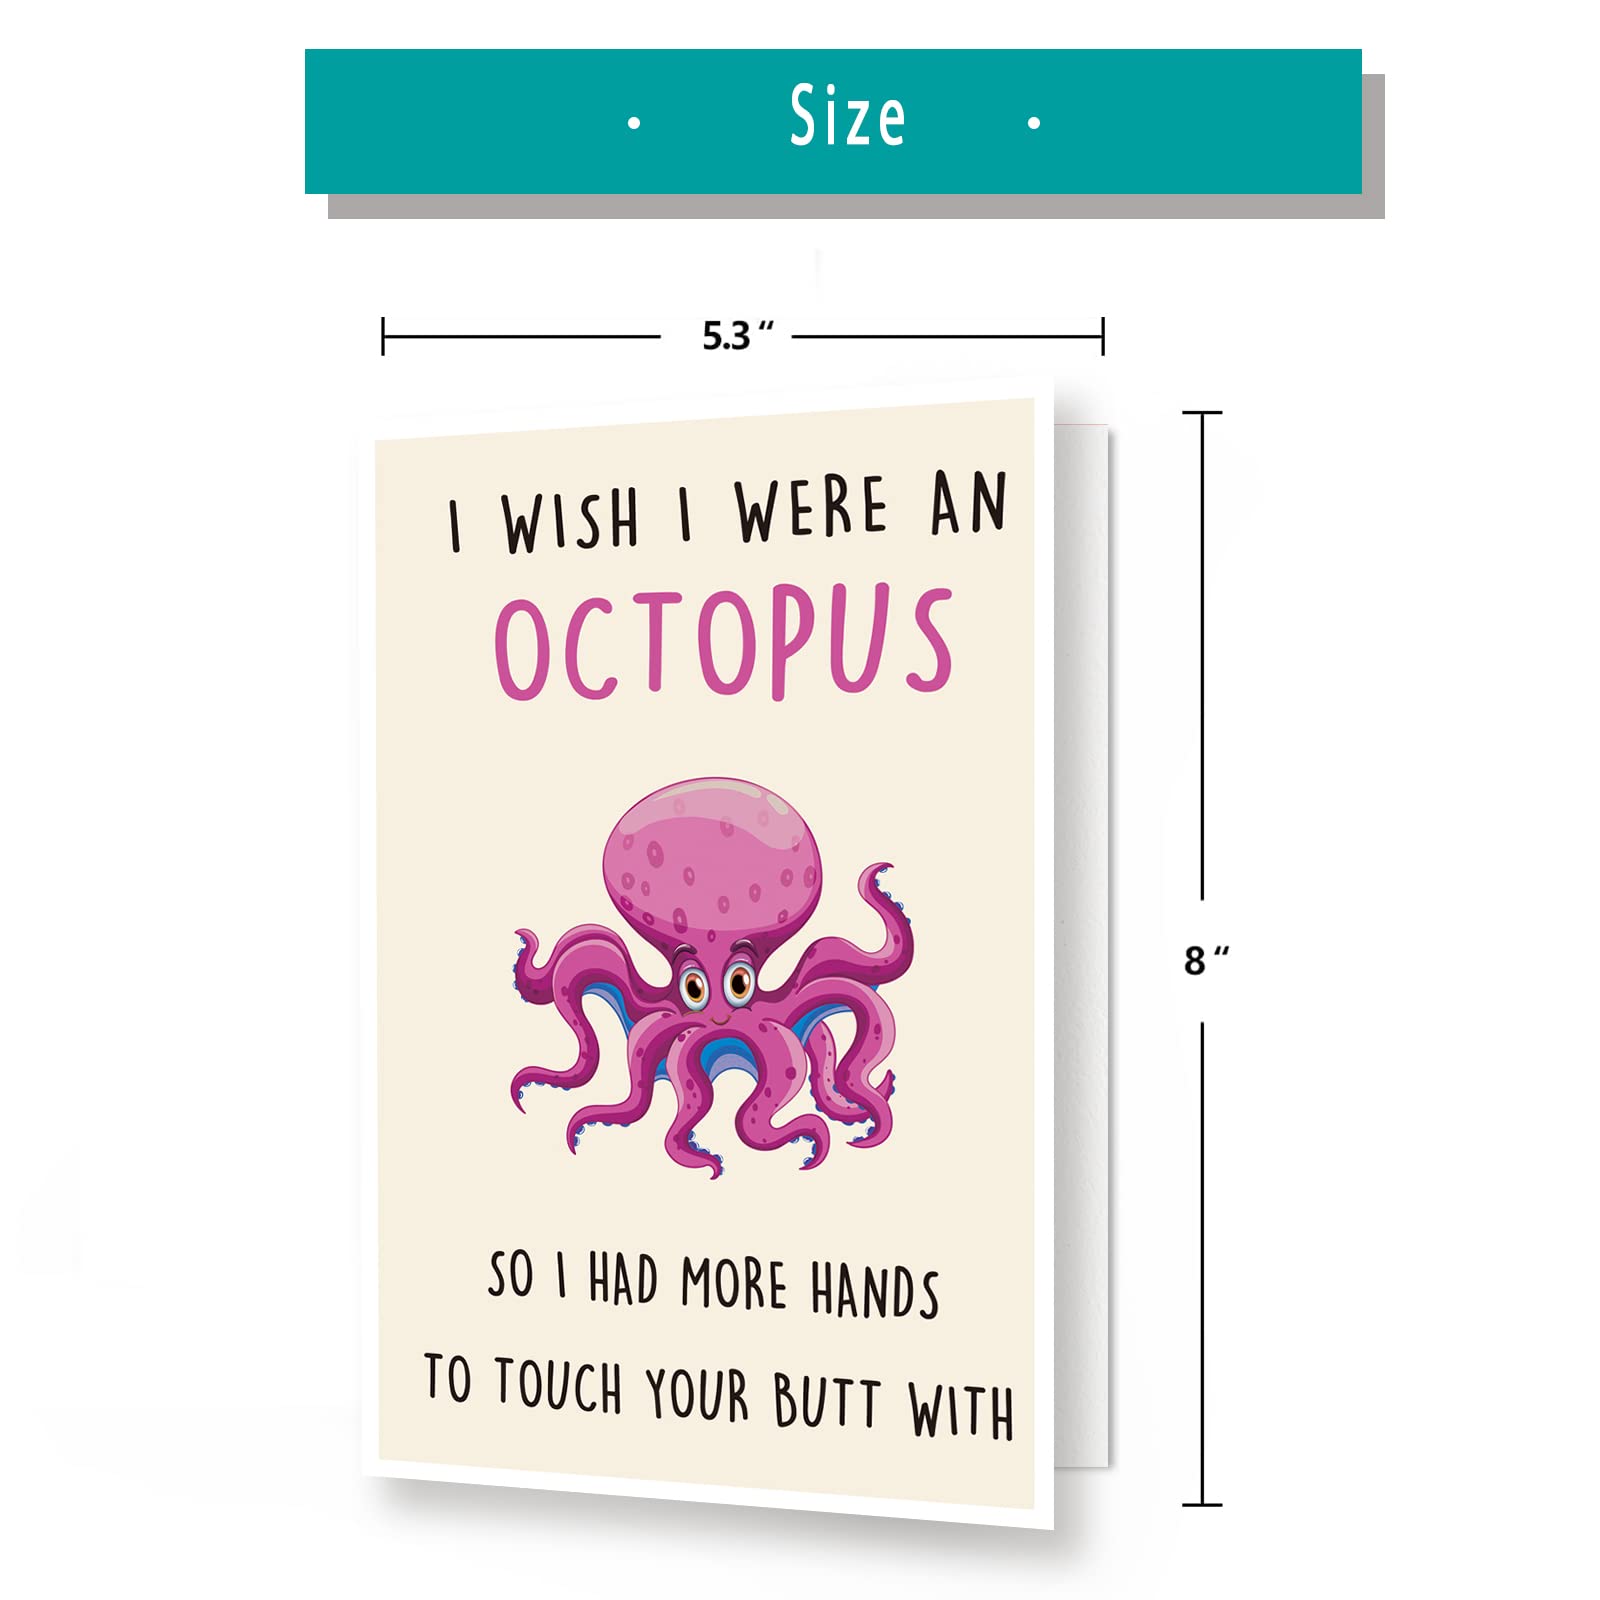 Size
5.3 “
I WISH I WERE AN
OCTOPUS
8 “
SO I HAD MORE HANDS
TO TOUCH YOUR BUTT WITH